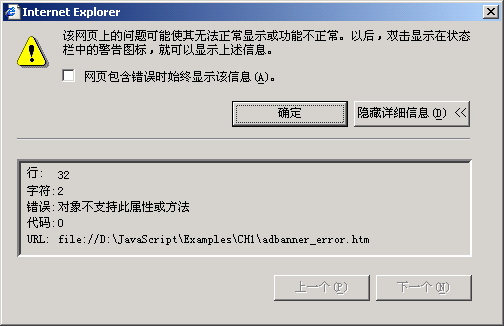 Internet Explorer
该网页上的问题可能使其无法正常显示或功能不正常。以后，双击显示在状态
栏中的警告图标，就可以显示上述信息。
网页包含错误时始终显示该信息(A)。
确定
隐藏详细信息(D) <<
行: 32
字符:2
错误:对象不支持此属性或方法
代码:0
URL: file://D:\JavaScript\Examples\CH1\adbanner_error.htm
上一个(P)
下一个(N)